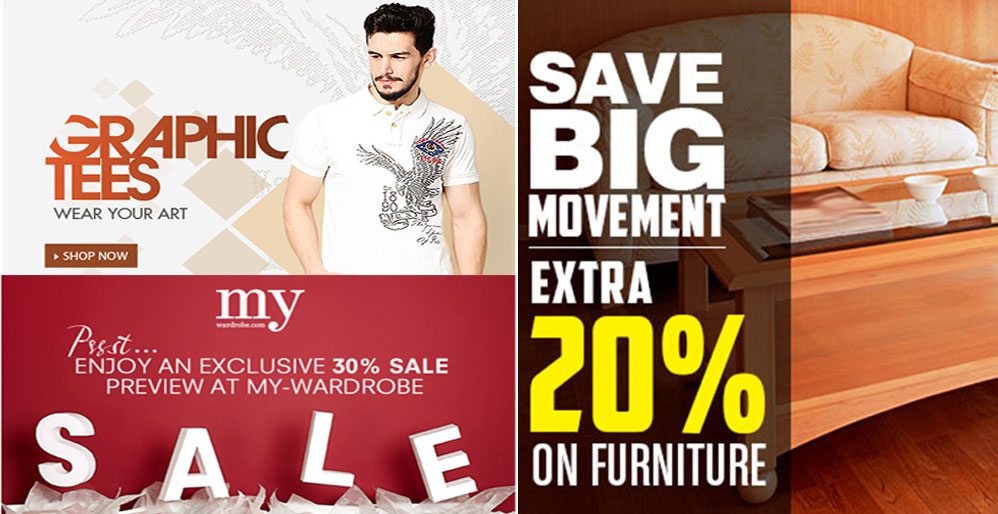 GRAPHIC
TEES
WEAR YOUR ART
SHOP NOW
my
wardrobe.com
Pssst...
ENJOY AN EXCLUSIVE 30% SALE
PREVIEW AT MY-WARDROBE
SALE
SAVE
BIG
MOVEMENT
EXTRA
20%
ON FURNITURE